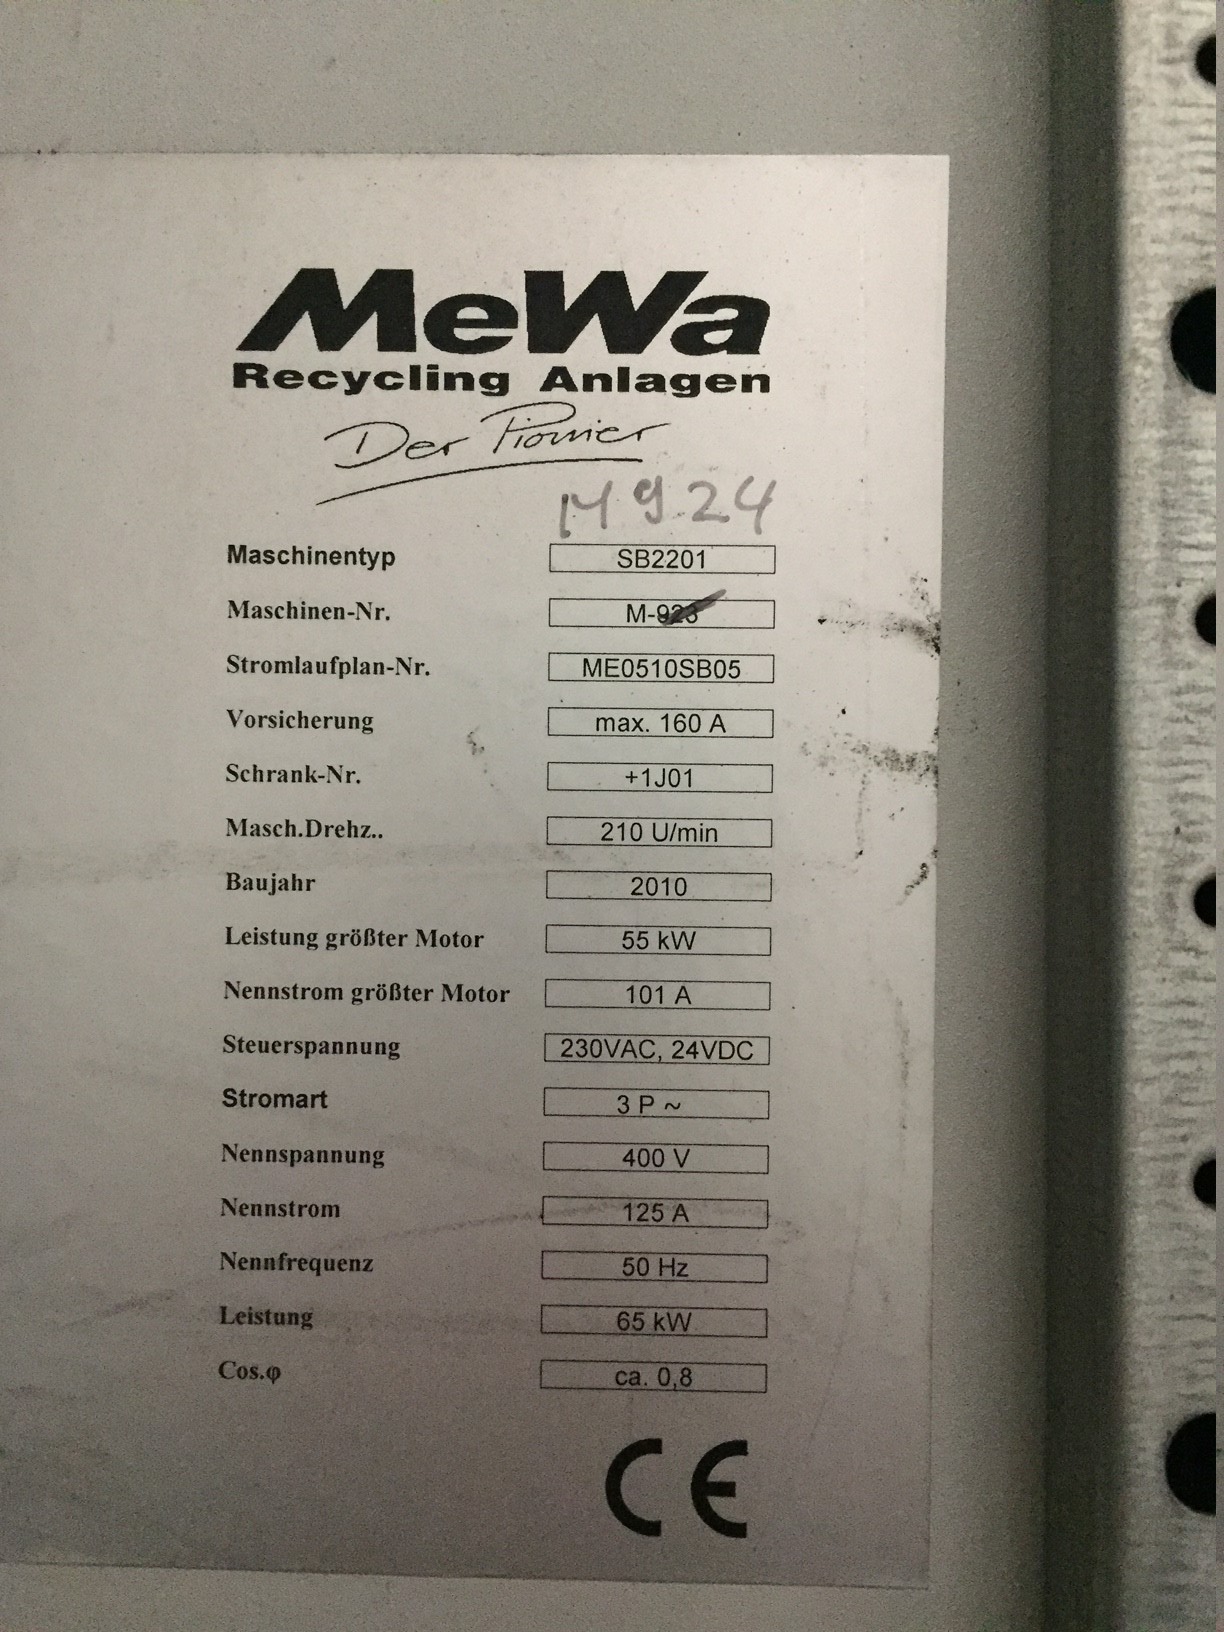 MeWa
Recycling Anlagen
Der Pionier
M 924
Maschinentyp SB2201
Maschinen-Nr. M-923
Stromlaufplan-Nr. ME0510SB05
Vorsicherung max. 160 A
Schrank-Nr. +1J01
Masch.Drehz.. 210 U/min
Baujahr 2010
Leistung größter Motor 55 kW
Nennstrom größter Motor 101 A
Steuerspannung 230VAC, 24VDC
Stromart 3 P ~
Nennspannung 400 V
Nennstrom 125 A
Nennfrequenz 50 Hz
Leistung 65 kW
Cos.φ ca. 0,8
CE